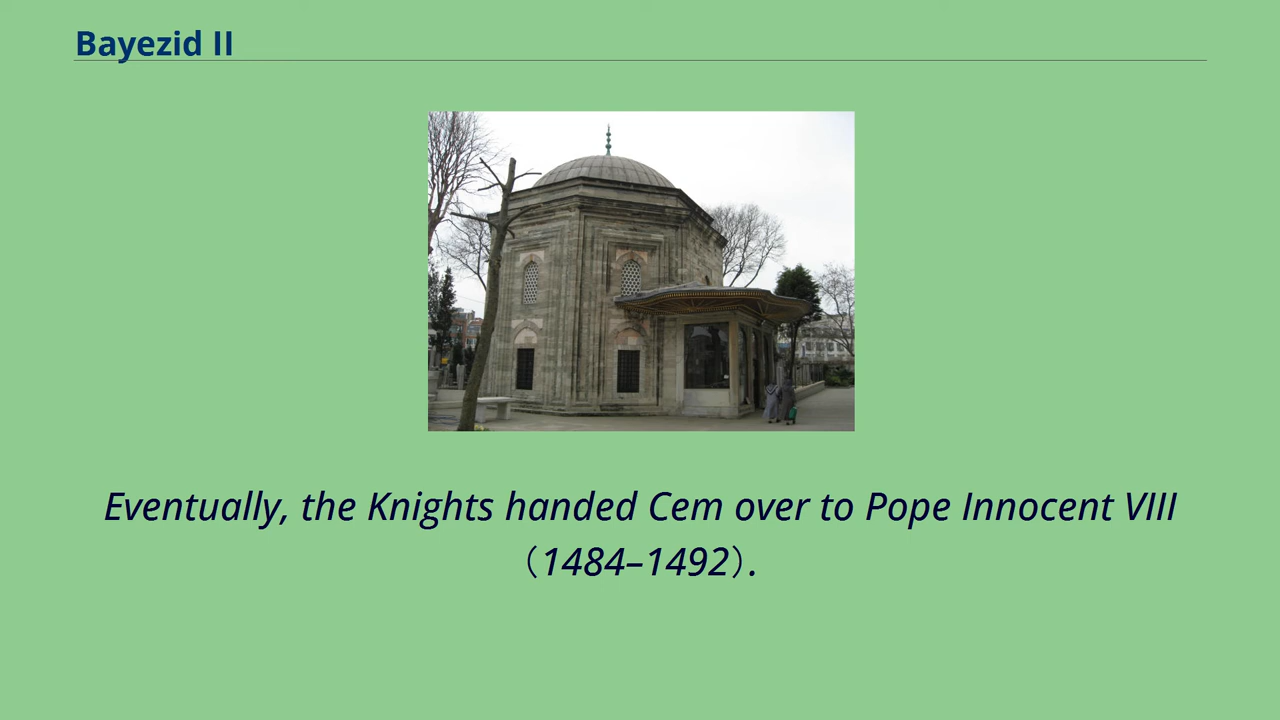 Bayezid II
Eventually, the Knights handed Cem over to Pope Innocent VIII
（1484–1492）.